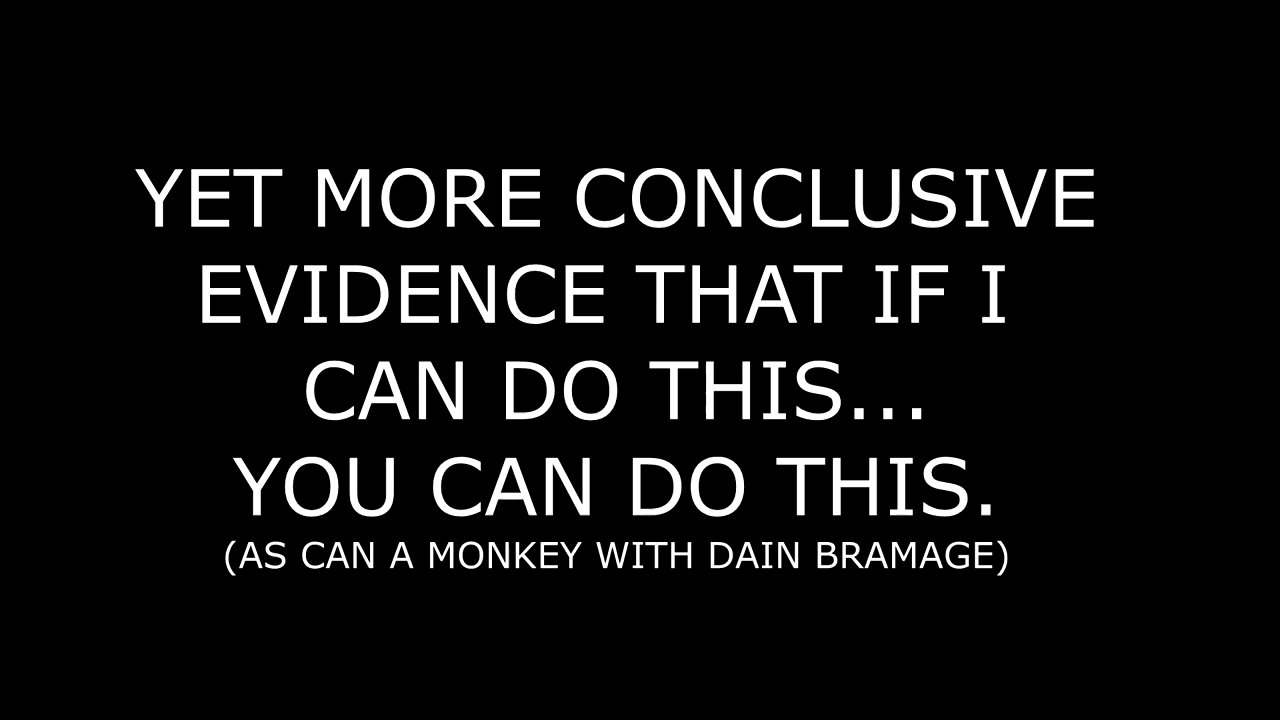 YET MORE CONCLUSIVE
EVIDENCE THAT IF I
CAN DO THIS...
YOU CAN DO THIS.
(AS CAN A MONKEY WITH DAIN BRAMAGE)